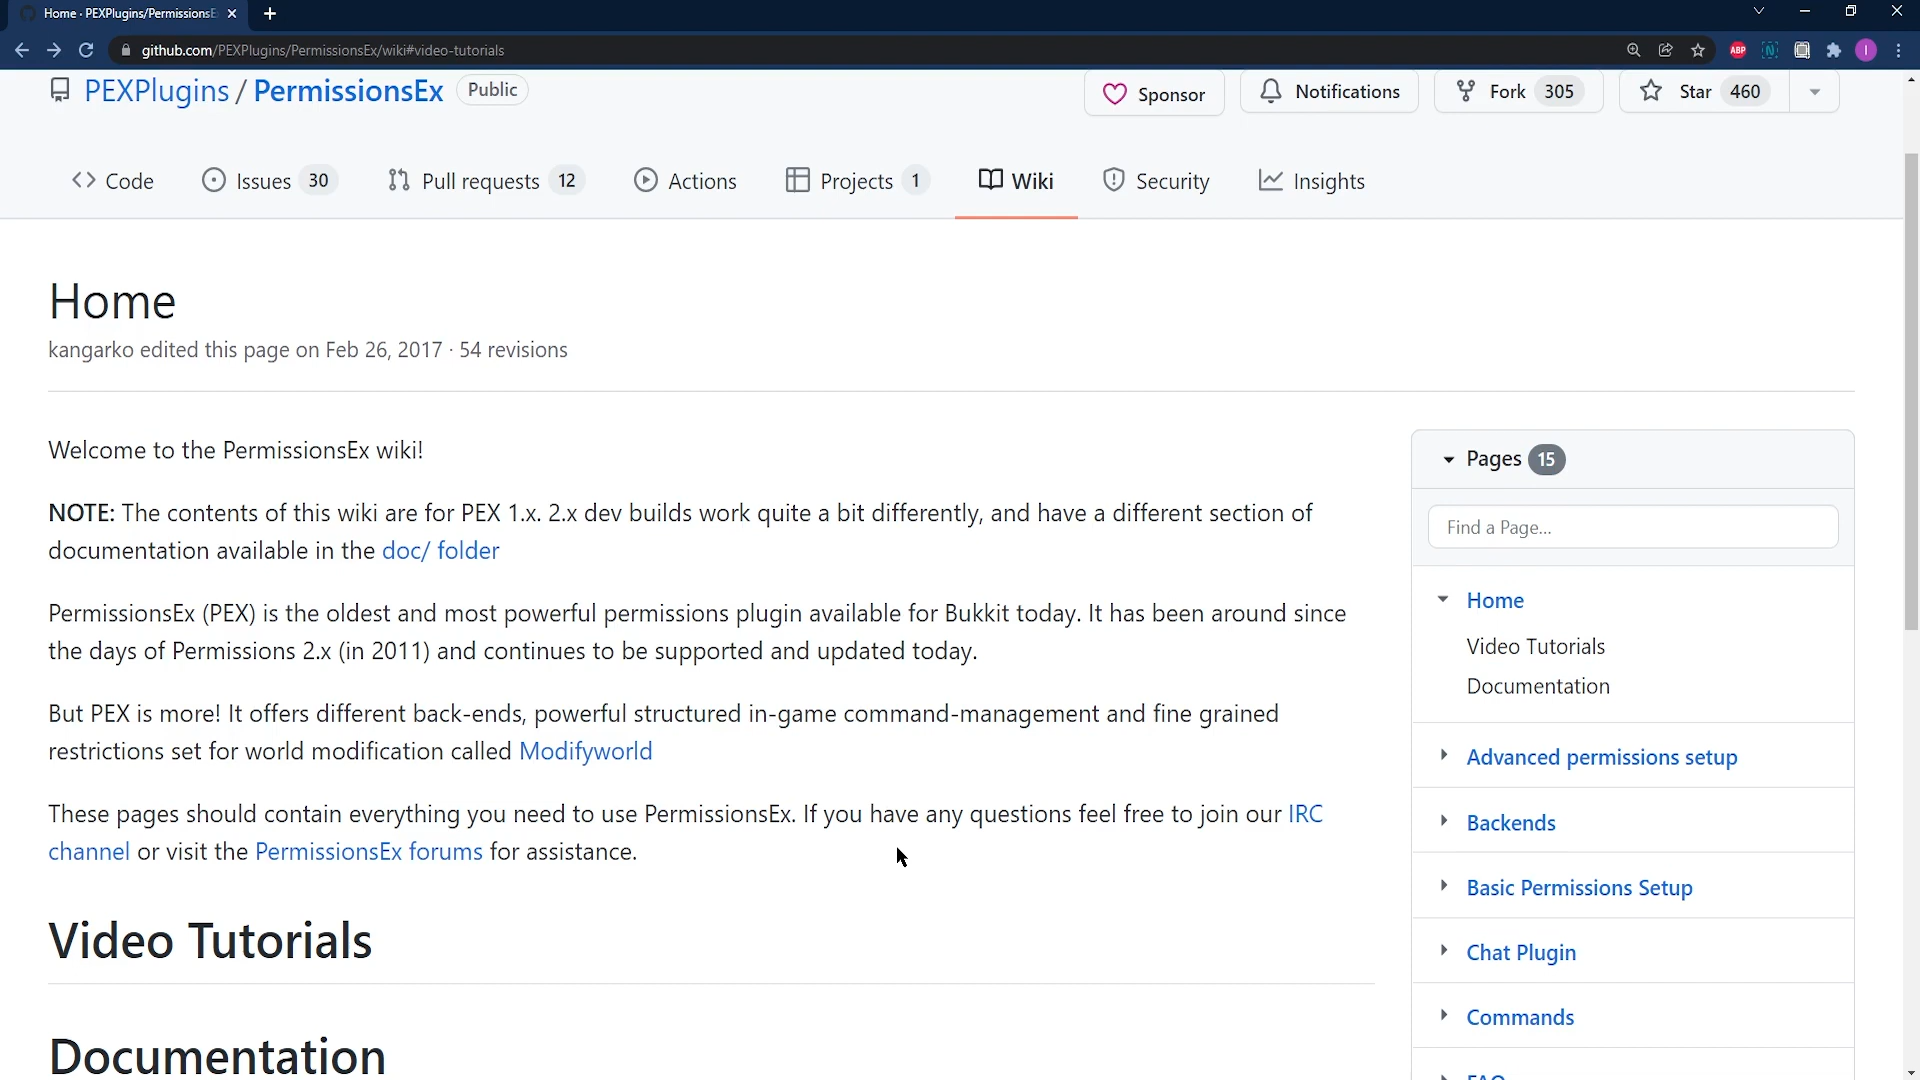 Home · PEXPlugins/PermissionsE
github.com/PEXPlugins/PermissionsEx/wiki#video-tutorials
ABP
N
I
PEXPlugins / PermissionsEx Public
Sponsor
Notifications
Fork 305
Star 460
Code
Issues 30
Pull requests 12
Actions
Projects 1
Wiki
Security
Insights
Home
kangarko edited this page on Feb 26, 2017 · 54 revisions
Welcome to the PermissionsEx wiki!
NOTE: The contents of this wiki are for PEX 1.x. 2.x dev builds work quite a bit differently, and have a different section of
documentation available in the doc/ folder
PermissionsEx (PEX) is the oldest and most powerful permissions plugin available for Bukkit today. It has been around since
the days of Permissions 2.x (in 2011) and continues to be supported and updated today.
But PEX is more! It offers different back-ends, powerful structured in-game command-management and fine grained
restrictions set for world modification called Modifyworld
These pages should contain everything you need to use PermissionsEx. If you have any questions feel free to join our IRC
channel or visit the PermissionsEx forums for assistance.
Video Tutorials
Documentation
Pages 15
Find a Page...
Home
Video Tutorials
Documentation
Advanced permissions setup
Backends
Basic Permissions Setup
Chat Plugin
Commands
FAQ